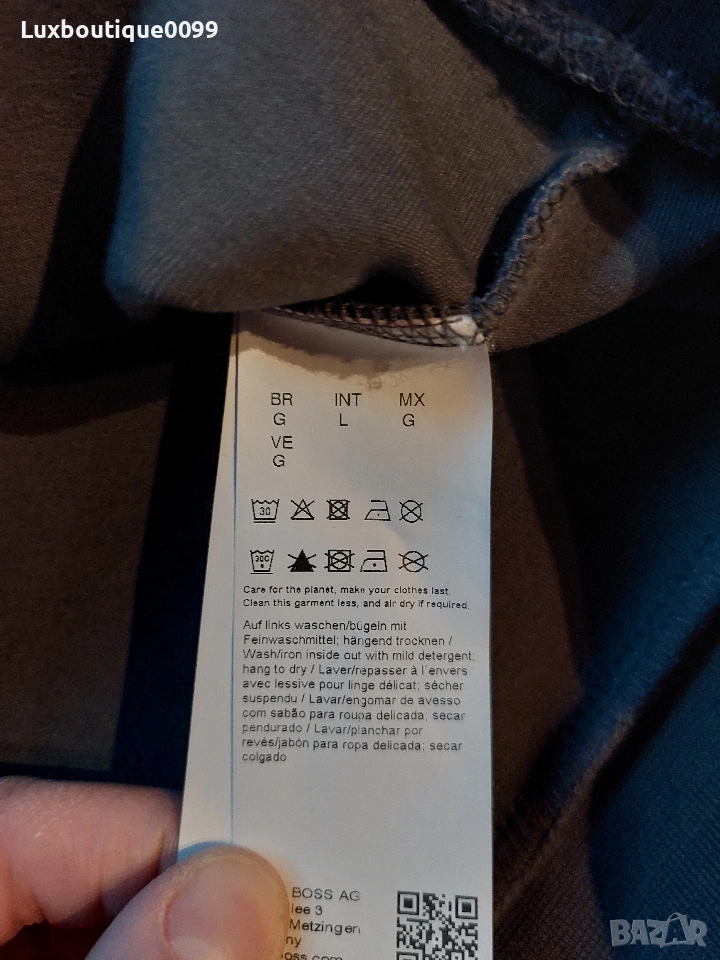 Luxboutique0099
BR INT MX
G L G
VE
G
30
30C
Care for the planet, make your clothes last.
Clean this garment less, and air dry if required.
Auf links waschen/bügeln mit
Feinwaschmittel; hängend trocknen /
Wash/iron inside out with mild detergent;
hang to dry / Laver/repasser à l´envers
avec lessive pour linge délicat; sécher
suspendu / Lavar/engomar de avesso
com sabão para roupa delicada; secar
pendurado / Lavar/planchar por
revés/jabón para ropa delicada; secar
colgado
BOSS AG
lee 3
Metzingen
ny
oss.com
BAZAR